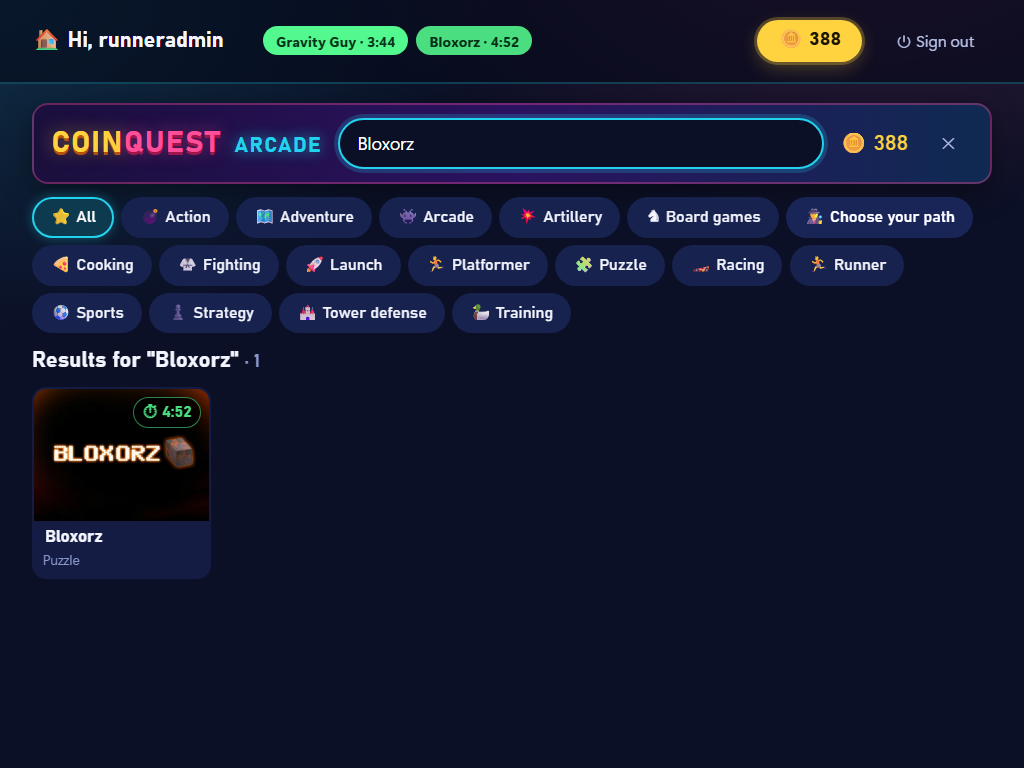 Hi, runneradmin
Gravity Guy · 3:44
Bloxorz · 4:52
388
Sign out
COINQUEST ARCADE
Bloxorz
388
All
Action
Adventure
Arcade
Artillery
Board games
Choose your path
Cooking
Fighting
Launch
Platformer
Puzzle
Racing
Runner
Sports
Strategy
Tower defense
Training
Results for "Bloxorz" · 1
4:52
BLOXORZ
Bloxorz
Puzzle